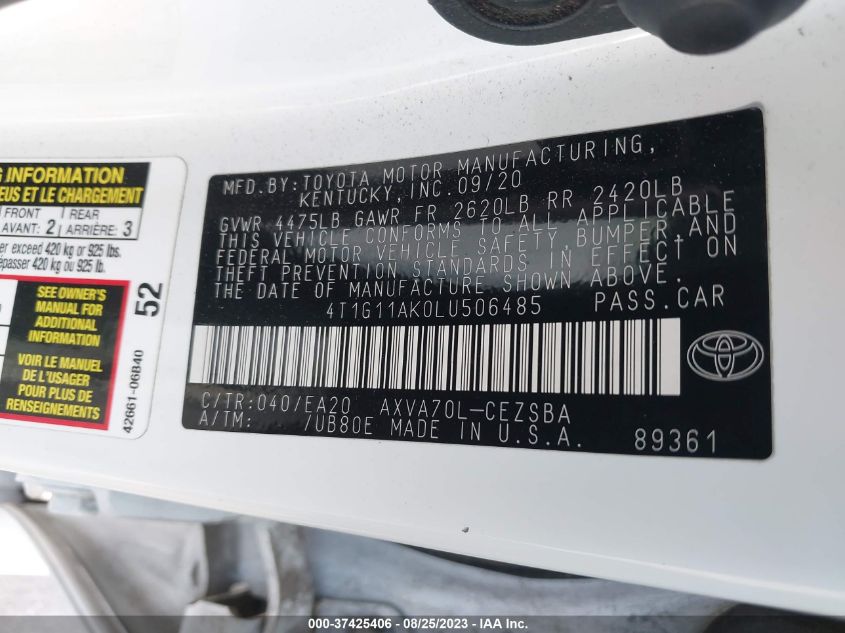 G INFORMATION
EUS ET LE CHARGEMENT
FRONT
AVANT: 2
REAR
ARRIÈRE: 3
er exceed 420 kg or 925 lbs.
épasser 420 kg ou 925 lb.
SEE OWNER'S
MANUAL FOR
ADDITIONAL
INFORMATION
VOIR LE MANUEL
DE L'USAGER
POUR PLUS DE
RENSEIGNEMENTS
52
42661-06B40
MFD.BY:TOYOTA MOTOR MANUFACTURING,
KENTUCKY,INC.09/20
GVWR 4475LB GAWR FR 2620LB RR 2420LB
THIS VEHICLE CONFORMS TO ALL APPLICABLE
FEDERAL MOTOR VEHICLE SAFETY,BUMPER,AND
THEFT PREVENTION STANDARDS IN EFFECT ON
THE DATE OF MANUFACTURE SHOWN ABOVE.
4T1G11AK0LU506485 PASS.CAR
C/TR:040/EA20 AXVA70L-CEZSBA
A/TM: /UB80E MADE IN U.S.A.
89361
000-37425406 - 08/25/2023 - IAAI.COM